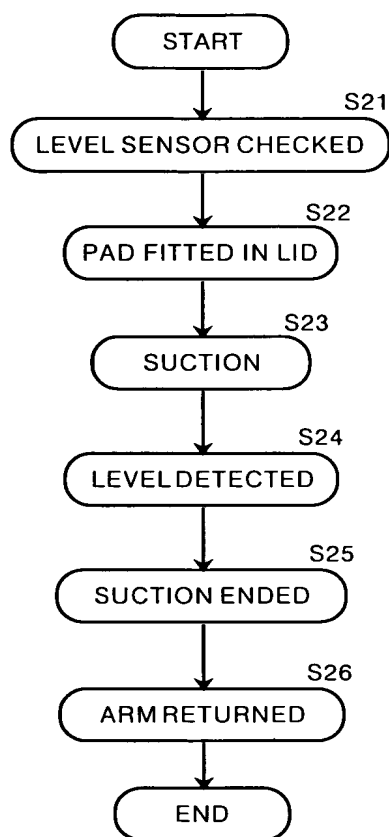 START
S21
LEVEL SENSOR CHECKED
S22
PAD FITTED IN LID
S23
SUCTION
S24
LEVEL DETECTED
S25
SUCTION ENDED
S26
ARM RETURNED
END